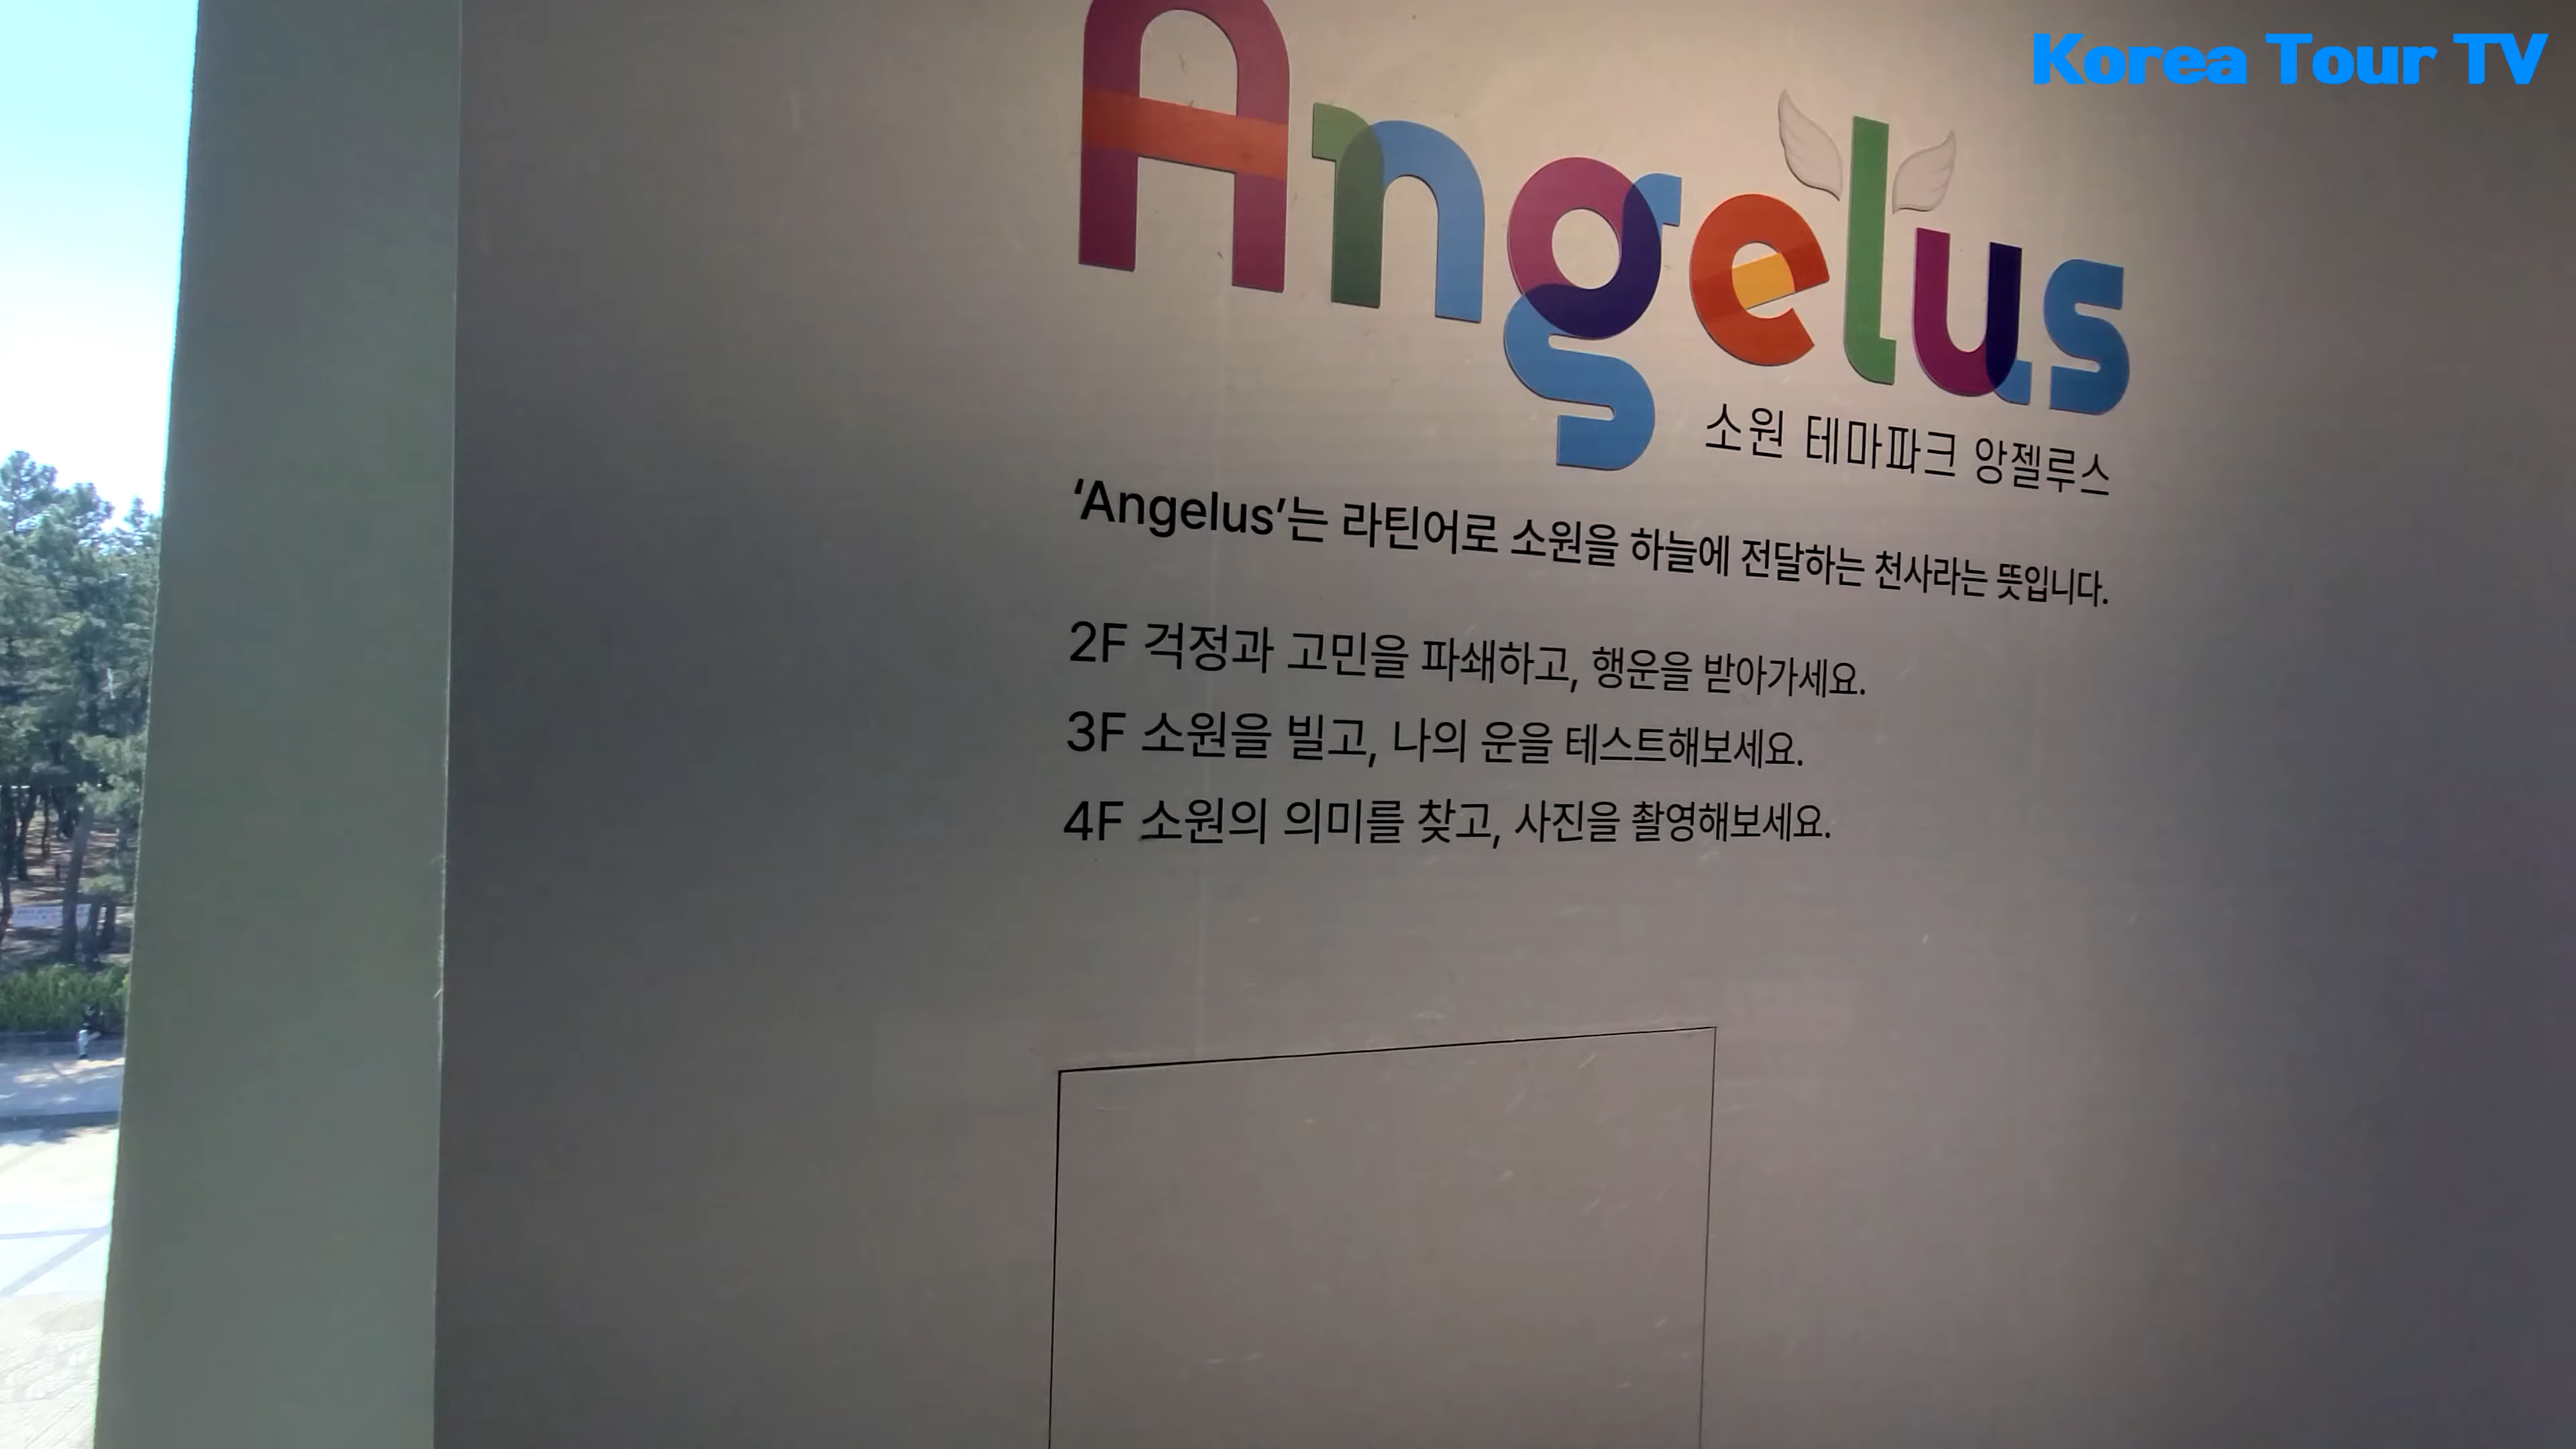 Korea Tour TV
Angelus
소원 테마파크 앙젤루스
‘Angelus’는 라틴어로 소원을 하늘에 전달하는 천사라는 뜻입니다.
2F 걱정과 고민을 파쇄하고, 행운을 받아가세요.
3F 소원을 빌고, 나의 운을 테스트해보세요.
4F 소원의 의미를 찾고, 사진을 촬영해보세요.